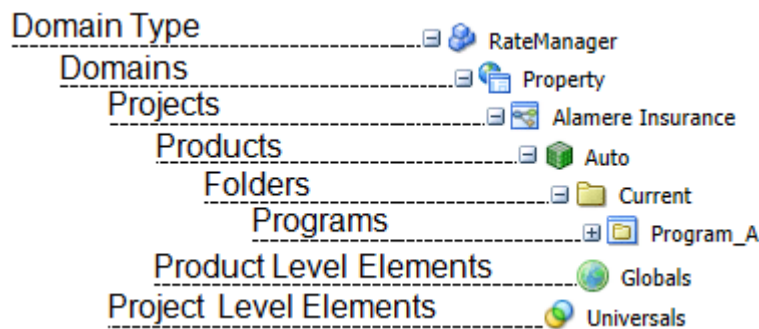 Domain Type RateManager
Domains Property
Projects Alamere Insurance
Products Auto
Folders Current
Programs Program_A
Product Level Elements Globals
Project Level Elements Universals